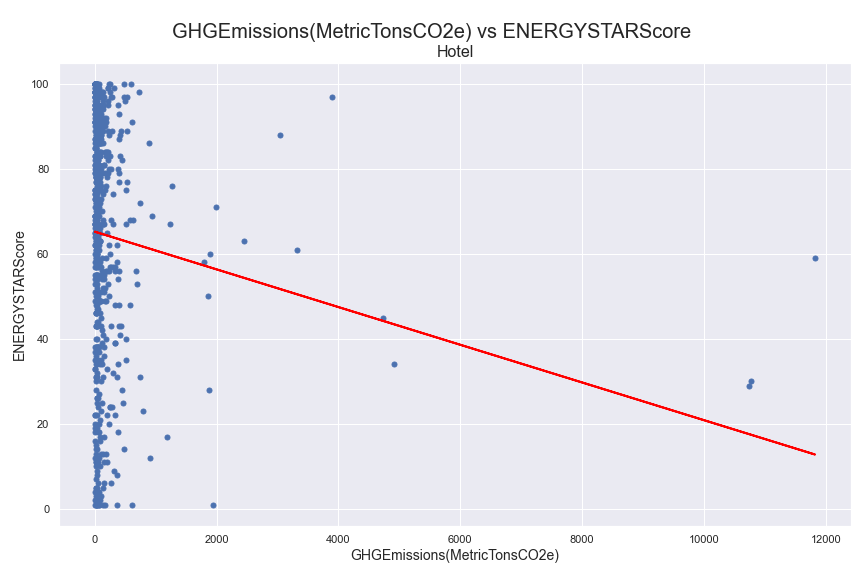 GHGEmissions(MetricTonsCO2e) vs ENERGYSTARScore
Hotel
ENERGYSTARScore
100
80
60
40
20
0
0 2000 4000 6000 8000 10000 12000
GHGEmissions(MetricTonsCO2e)